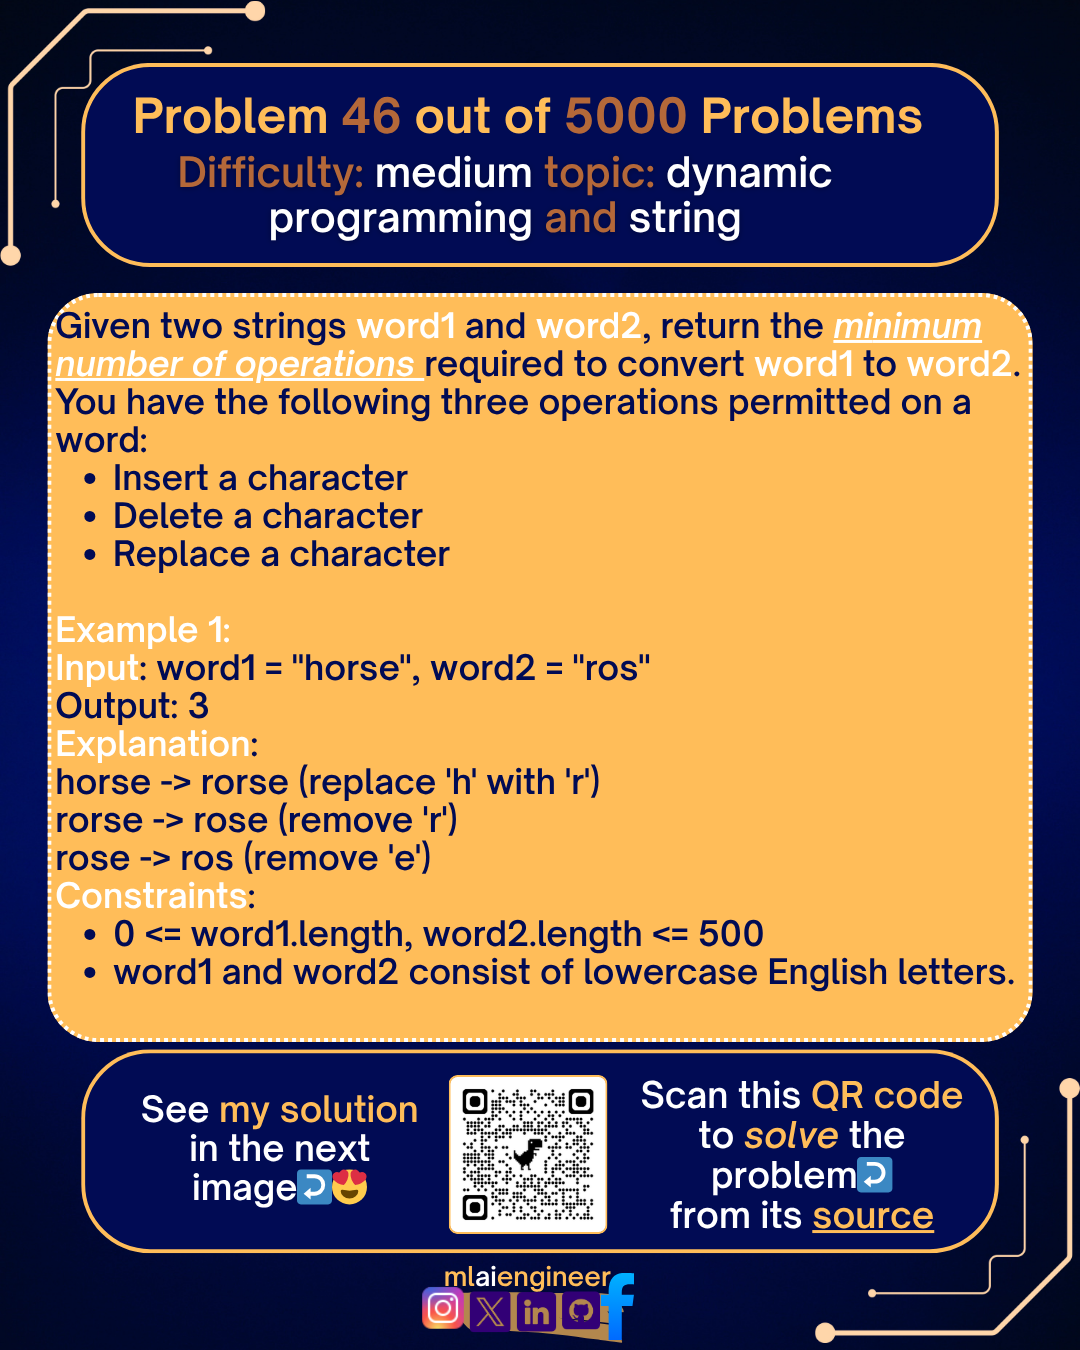 Problem 46 out of 5000 Problems
Difficulty: medium topic: dynamic
programming and string
Given two strings word1 and word2, return the minimum
number of operations required to convert word1 to word2.
You have the following three operations permitted on a
word:
• Insert a character
• Delete a character
• Replace a character
Example 1:
Input: word1 = "horse", word2 = "ros"
Output: 3
Explanation:
horse -> rorse (replace 'h' with 'r')
rorse -> rose (remove 'r')
rose -> ros (remove 'e')
Constraints:
• 0 <= word1.length, word2.length <= 500
• word1 and word2 consist of lowercase English letters.
See my solution
in the next
image
Scan this QR code
to solve the
problem
from its source
mlaiengineer